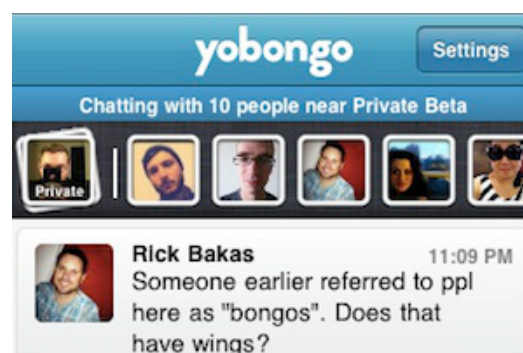 yobongo
Settings
Chatting with 10 people near Private Beta
Private
Rick Bakas
11:09 PM
Someone earlier referred to ppl
here as "bongos". Does that
have wings?